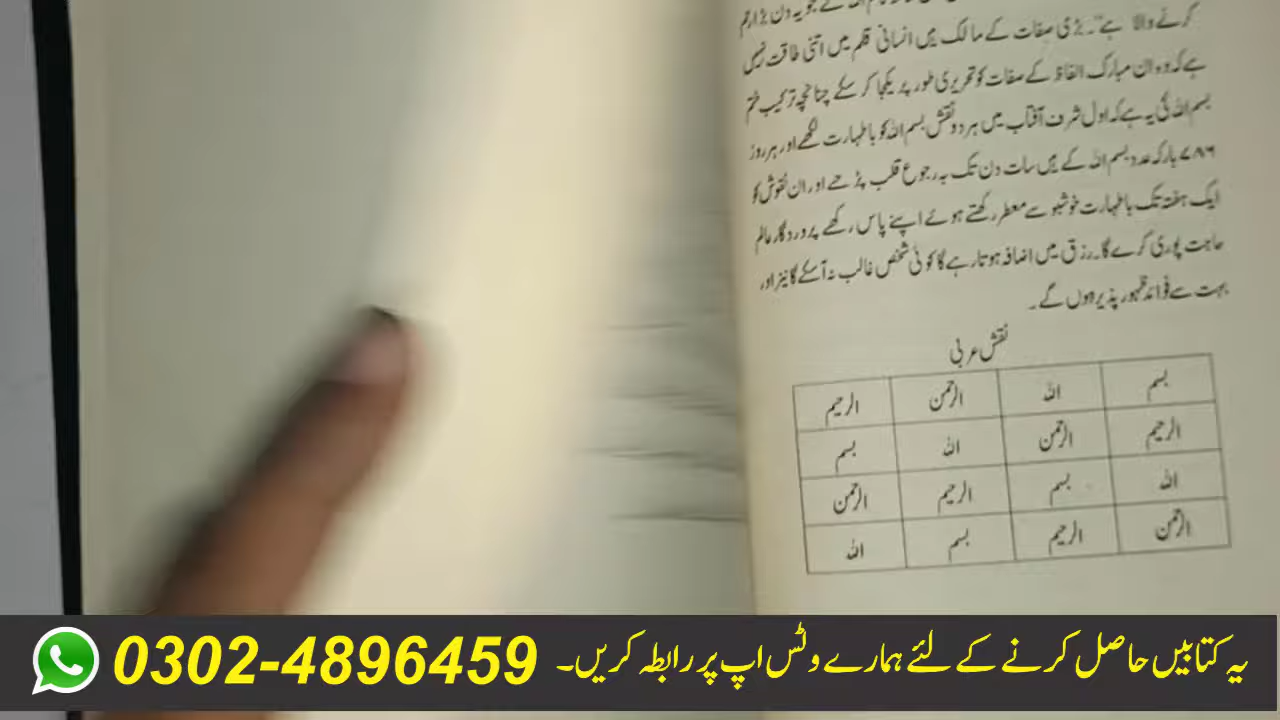 کرنے والا ہے"۔ بڑی صفات کے مالک ہیں انسانی قلم میں اتنی طاقت نہیں
ہے کہ وہ ان مبارک الفاظ کے صفات کو تحریری طور پر یکجا کر سکے چنانچہ ترکیب ختم
بسم اللہ کی یہ ہے کہ اول شرف آفتاب میں ہر دو نقش بسم اللہ کو باطہارت لکھے اور ہر روز
۷۸۶ بار کہ عدد بسم اللہ کے ہیں سات دن تک بہ رجوع قلب پڑھے اور ان نقوش کو
ایک ہفتہ تک باطہارت خوشبو سے معطر رکھتے ہوئے اپنے پاس رکھے پروردگار عالم
حاجت پوری کرے گا۔ رزق میں اضافہ ہوتا رہے گا کوئی شخص غالب نہ آسکے گا نیز اور
بہت سے فوائد ظہور پذیر ہوں گے۔
نقش عربی
بسم اللہ الرحمن الرحیم
الرحیم الرحمن اللہ بسم
اللہ بسم الرحیم الرحمن
الرحمن الرحیم بسم اللہ
یہ کتابیں حاصل کرنے کے لئے ہمارے وٹس اپ پر رابطہ کریں۔ 0302-4896459